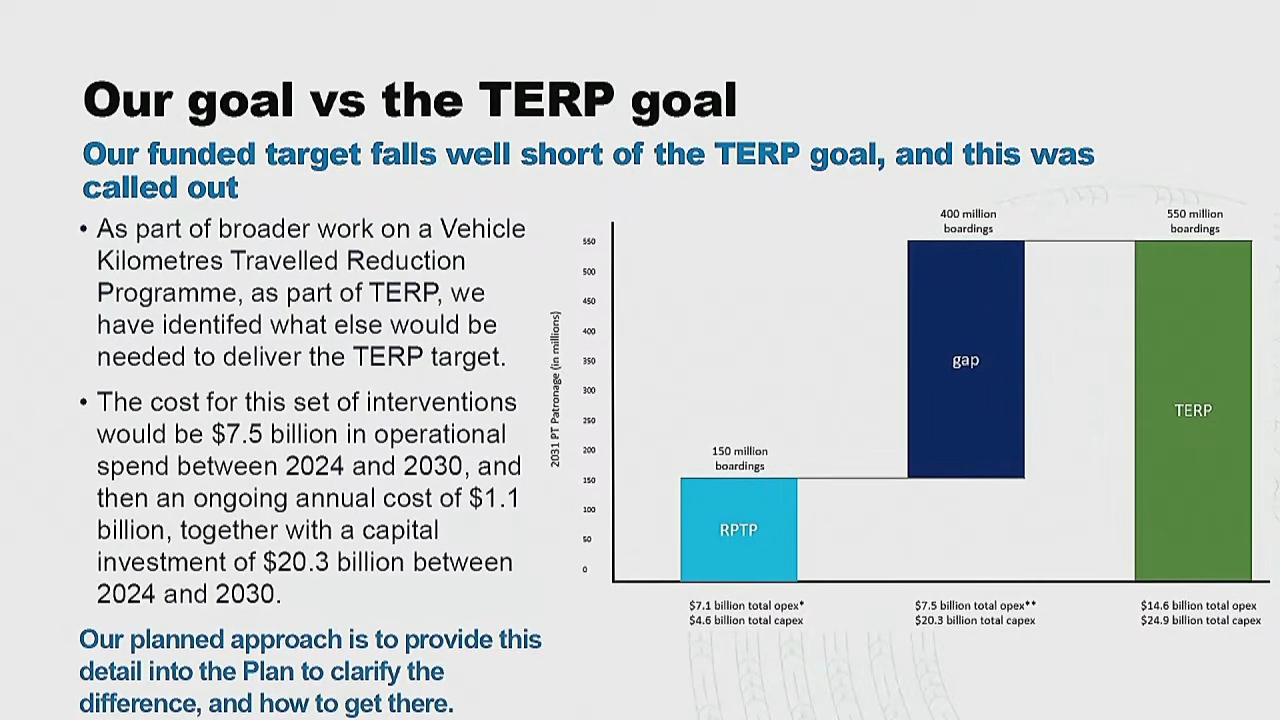 Our goal vs the TERP goal
Our funded target falls well short of the TERP goal, and this was
called out
• As part of broader work on a Vehicle
Kilometres Travelled Reduction
Programme, as part of TERP, we
have identifed what else would be
needed to deliver the TERP target.
• The cost for this set of interventions
would be $7.5 billion in operational
spend between 2024 and 2030, and
then an ongoing annual cost of $1.1
billion, together with a capital
investment of $20.3 billion between
2024 and 2030.
Our planned approach is to provide this
detail into the Plan to clarify the
difference, and how to get there.
2031 PT Patronage (in millions)
550
500
450
400
350
300
250
200
150
100
50
0
150 million
boardings
RPTP
$7.1 billion total opex*
$4.6 billion total capex
400 million
boardings
gap
$7.5 billion total opex**
$20.3 billion total capex
550 million
boardings
TERP
$14.6 billion total opex
$24.9 billion total capex